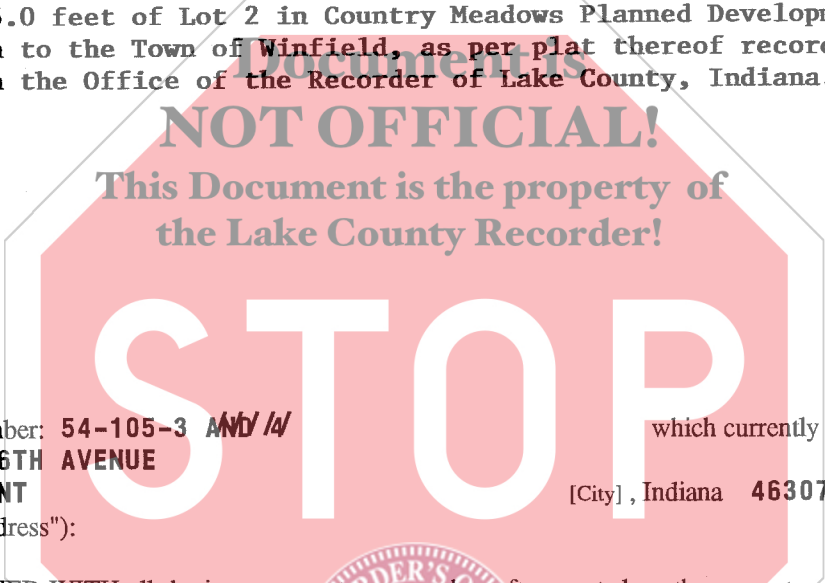 .0 feet of Lot 2 in Country Meadows Planned Developm
to the Town of Winfield, as per plat thereof recor
the Office of the Recorder of Lake County, Indiana.
Document is
NOT OFFICIAL!
This Document is the property of
the Lake County Recorder!
STOP
ber: 54-105-3 AND 4 which currently
6TH AVENUE
NT [City] , Indiana 46307
dress"):